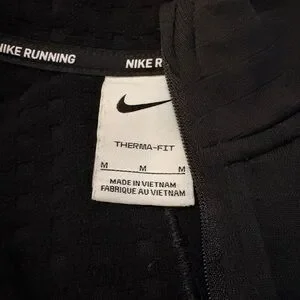 NIKE RUNNING
NIKE R
THERMA-FIT
M M M
MADE IN VIETNAM
FABRIQUE AU VIETNAM